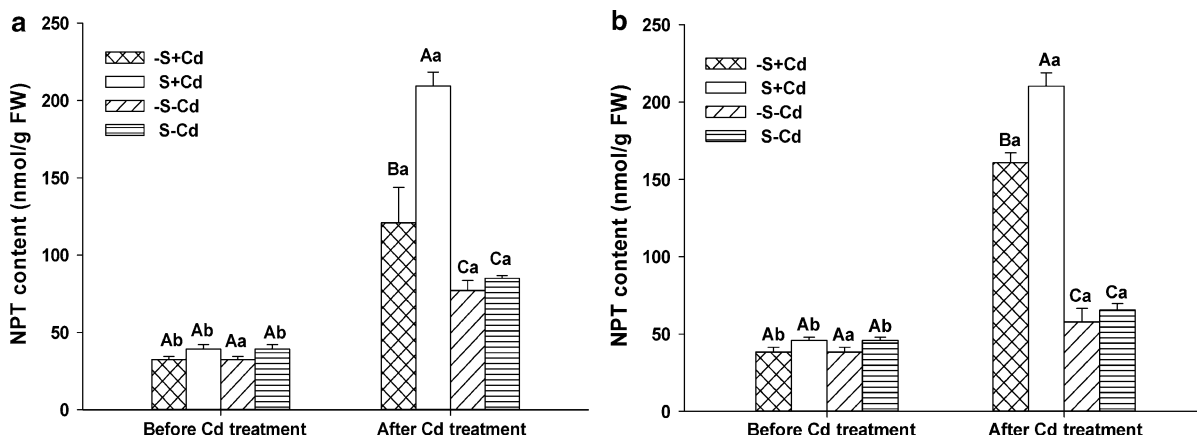 a
NPT content (nmol/g FW)
250
200
150
100
50
0
-S+Cd
S+Cd
-S-Cd
S-Cd
Ab
Ab
Aa
Ab
Ba
Aa
Ca
Ca
Before Cd treatment
After Cd treatment
b
NPT content (nmol/g FW)
250
200
150
100
50
0
-S+Cd
S+Cd
-S-Cd
S-Cd
Ab
Ab
Aa
Ab
Ba
Aa
Ca
Ca
Before Cd treatment
After Cd treatment